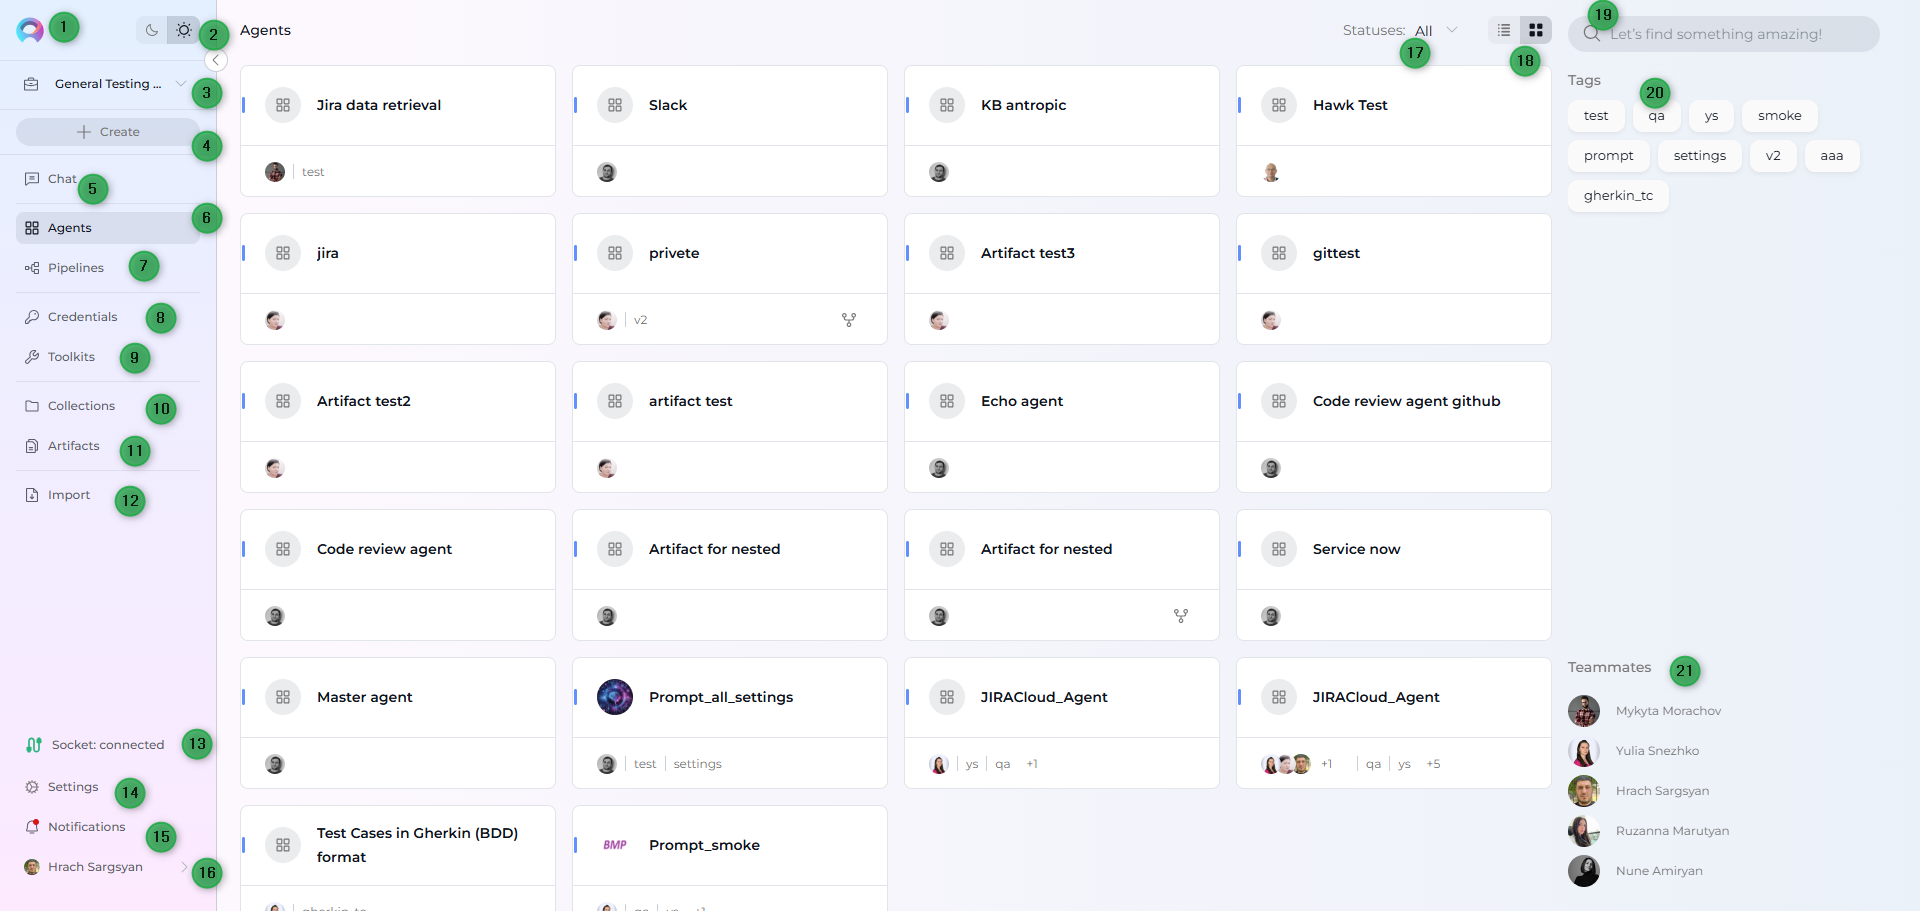 1
2
General Testing ...
3
Create
4
Chat
5
Agents
6
Pipelines
7
Credentials
8
Toolkits
9
Collections
10
Artifacts
11
Import
12
Socket: connected
13
Settings
14
Notifications
15
Hrach Sargsyan
16
Agents
Statuses: All
17
18
Jira data retrieval
test
Slack
KB antropic
Hawk Test
jira
privete
v2
Artifact test3
gittest
Artifact test2
artifact test
Echo agent
Code review agent github
Code review agent
Artifact for nested
Artifact for nested
Service now
Master agent
Prompt_all_settings
test settings
JIRACloud_Agent
ys qa +1
JIRACloud_Agent
+1 qa ys +5
Test Cases in Gherkin (BDD)
format
gherkin_tc
BMP
Prompt_smoke
qa ys +1
19
Let's find something amazing!
Tags
20
test qa ys smoke
prompt settings v2 aaa
gherkin_tc
Teammates
21
Mykyta Morachov
Yulia Snezhko
Hrach Sargsyan
Ruzanna Marutyan
Nune Amiryan